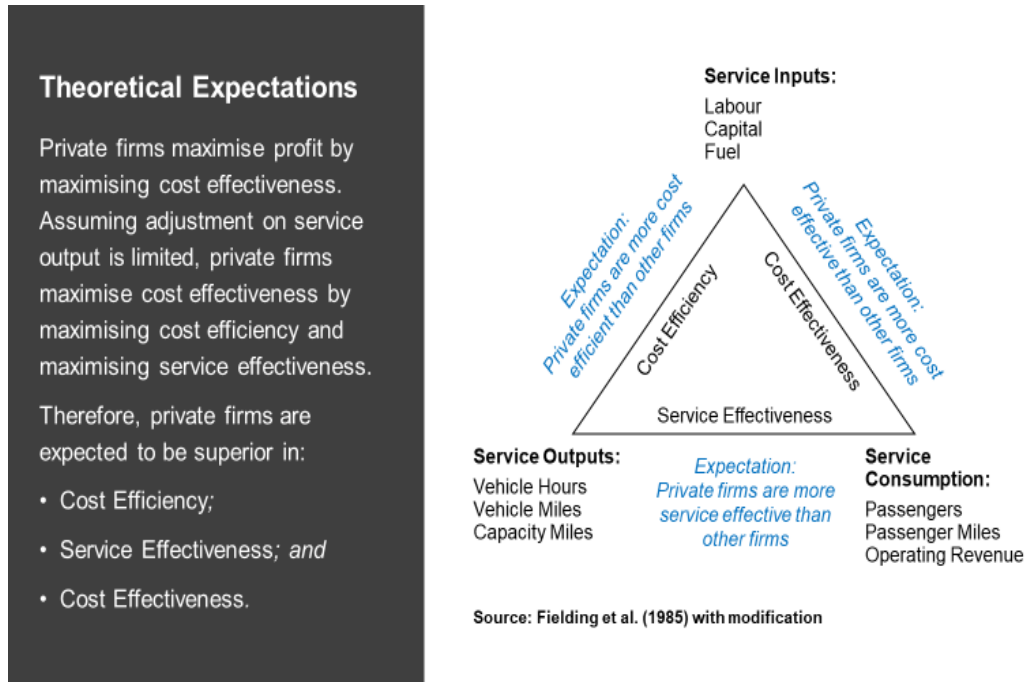 Theoretical Expectations
Private firms maximise profit by
maximising cost effectiveness.
Assuming adjustment on service
output is limited, private firms
maximise cost effectiveness by
maximising cost efficiency and
maximising service effectiveness.
Therefore, private firms are
expected to be superior in:
• Cost Efficiency;
• Service Effectiveness; and
• Cost Effectiveness.
Service Inputs:
Labour
Capital
Fuel
Expectation:
Private firms are more cost
efficient than other firms
Cost Efficiency
Expectation:
Private firms are more cost
effective than other firms
Cost Effectiveness
Service Effectiveness
Service Outputs:
Vehicle Hours
Vehicle Miles
Capacity Miles
Expectation:
Private firms are more
service effective than
other firms
Service
Consumption:
Passengers
Passenger Miles
Operating Revenue
Source: Fielding et al. (1985) with modification